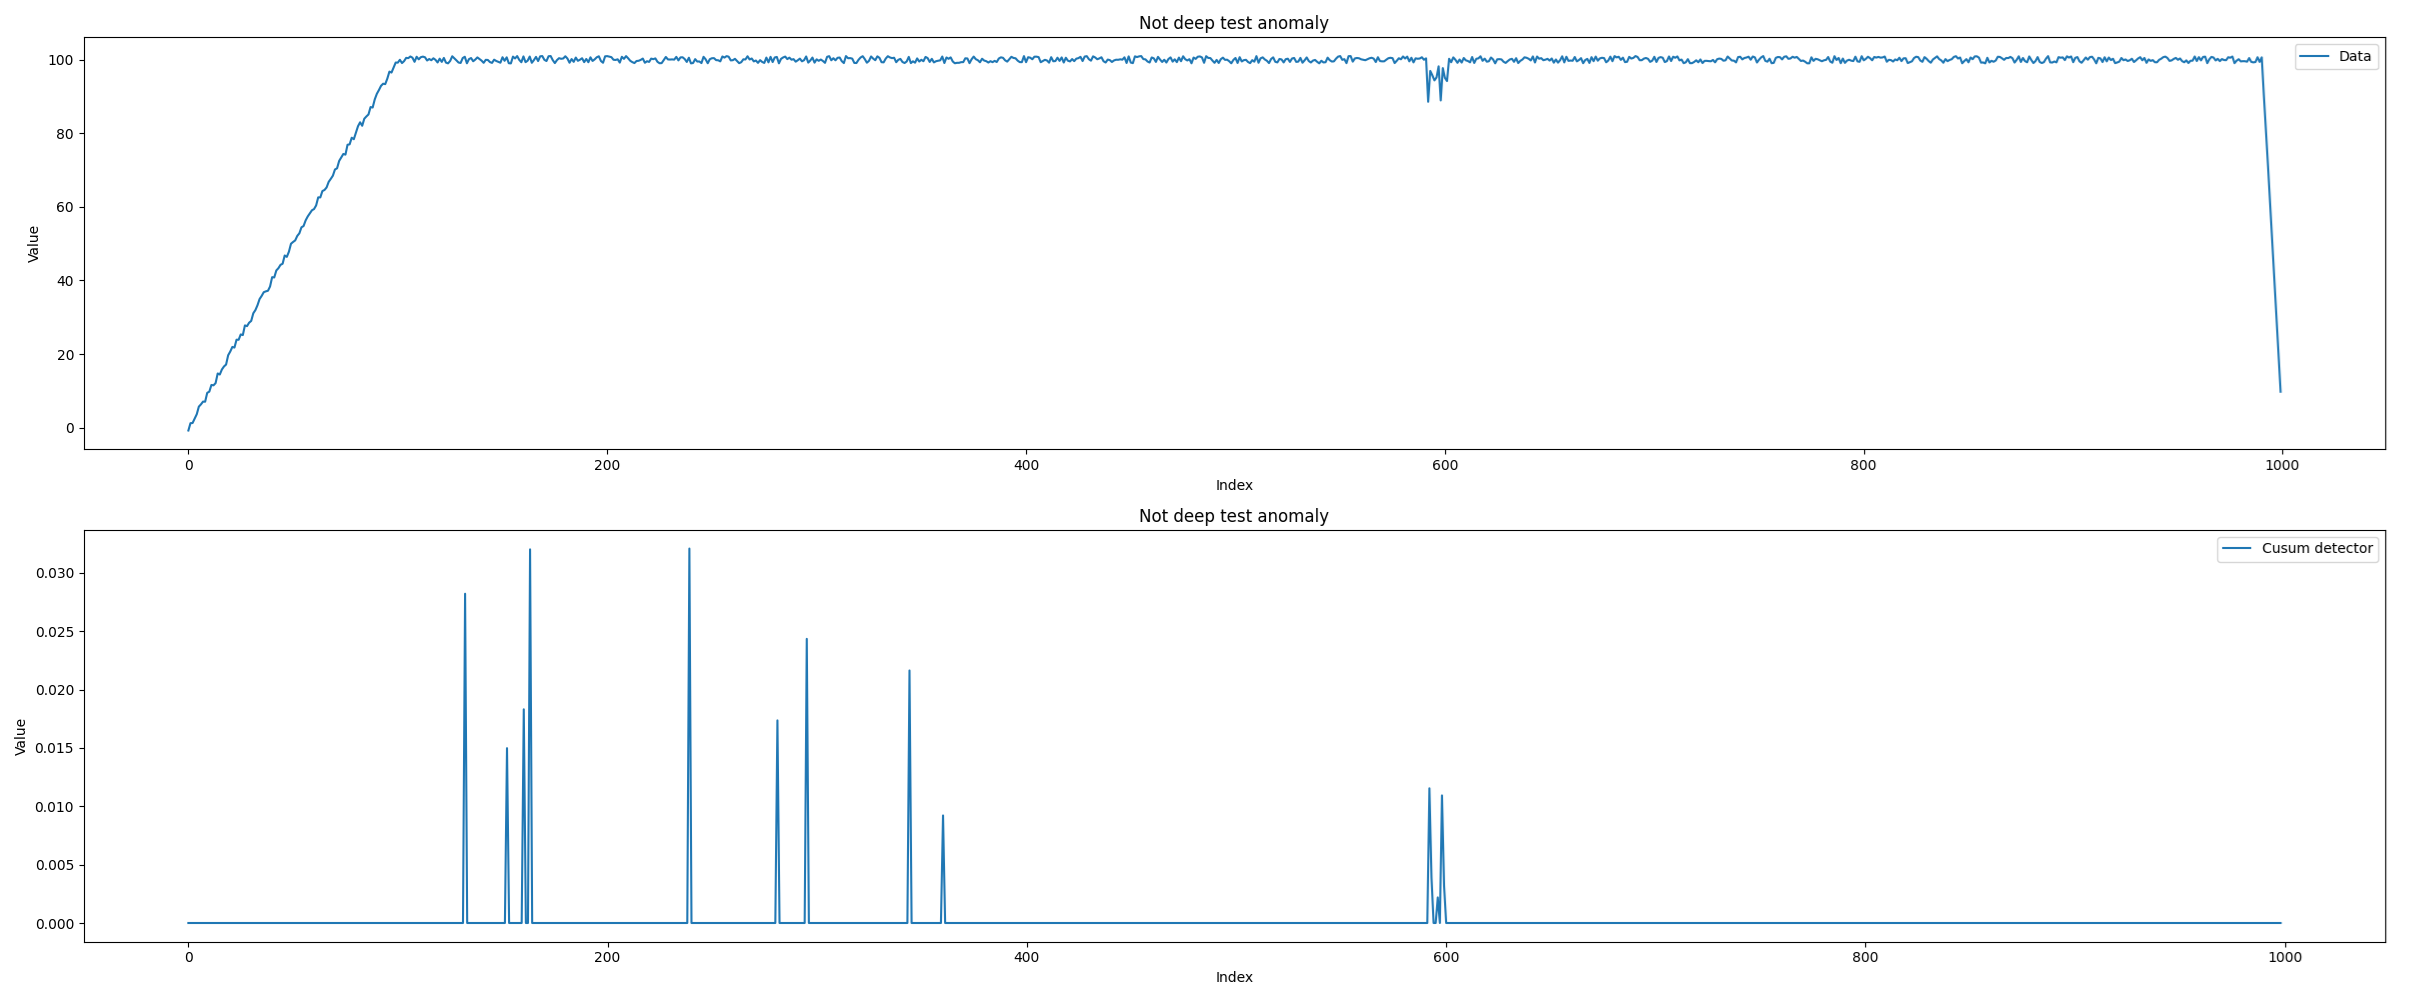 Not deep test anomaly
Data
100
80
60
40
20
0
Value
0 200 400 600 800 1000
Index
Not deep test anomaly
Cusum detector
0.030
0.025
0.020
0.015
0.010
0.005
0.000
Value
0 200 400 600 800 1000
Index